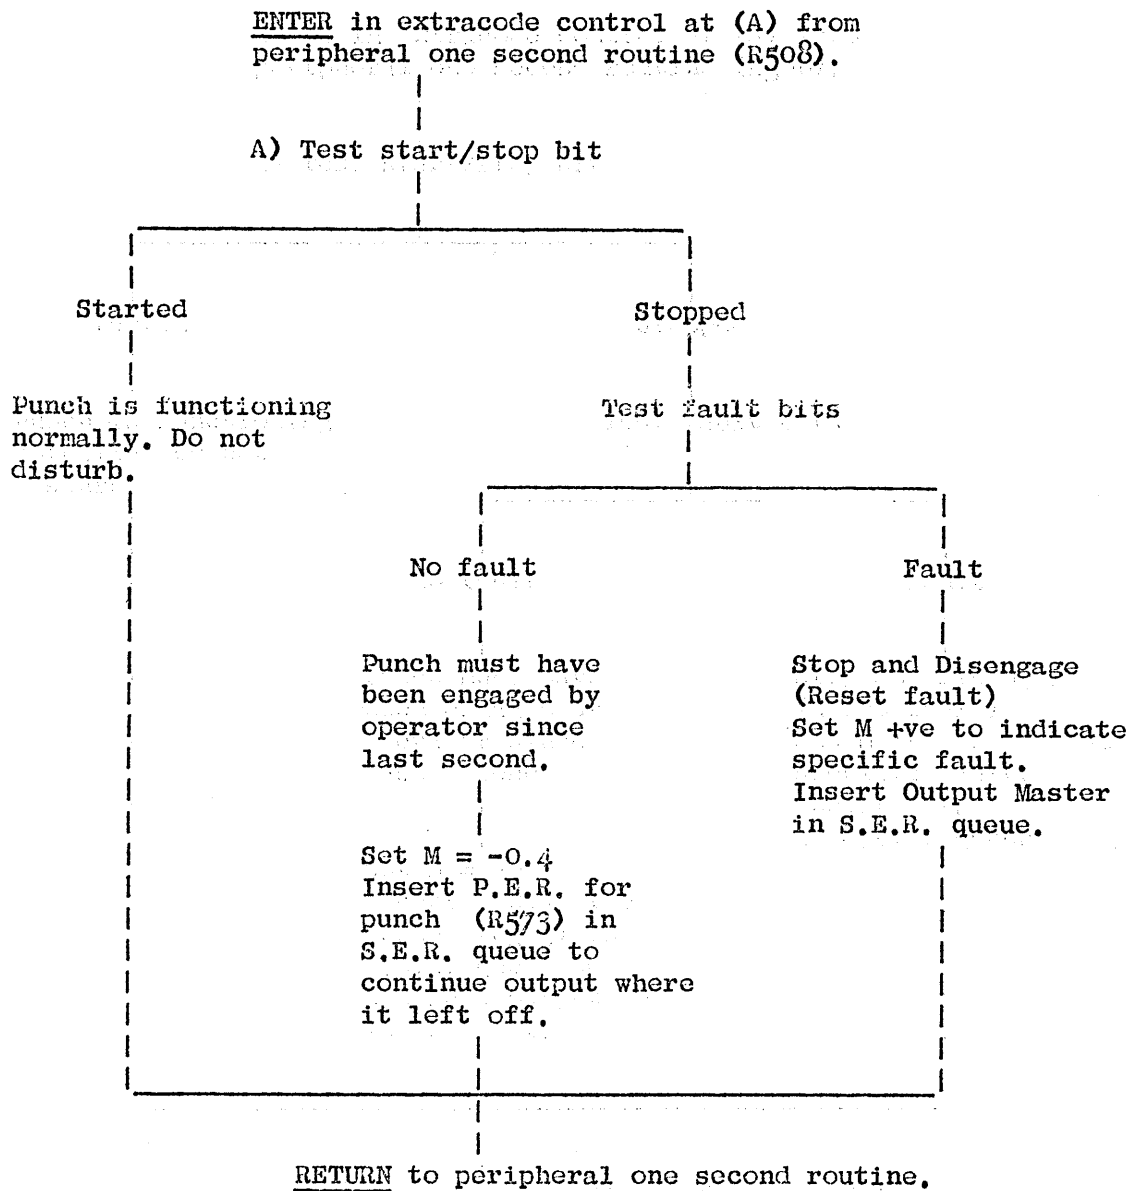 ENTER in extracode control at (A) from
peripheral one second routine (R508).
A) Test start/stop bit
Started
Stopped
Punch is functioning
normally. Do not
disturb.
Test fault bits
No fault
Fault
Punch must have
been engaged by
operator since
last second.
Set M = -0.4
Insert P.E.R. for
punch (R573) in
S.E.R. queue to
continue output where
it left off.
Stop and Disengage
(Reset fault)
Set M +ve to indicate
specific fault.
Insert Output Master
in S.E.R. queue.
RETURN to peripheral one second routine.